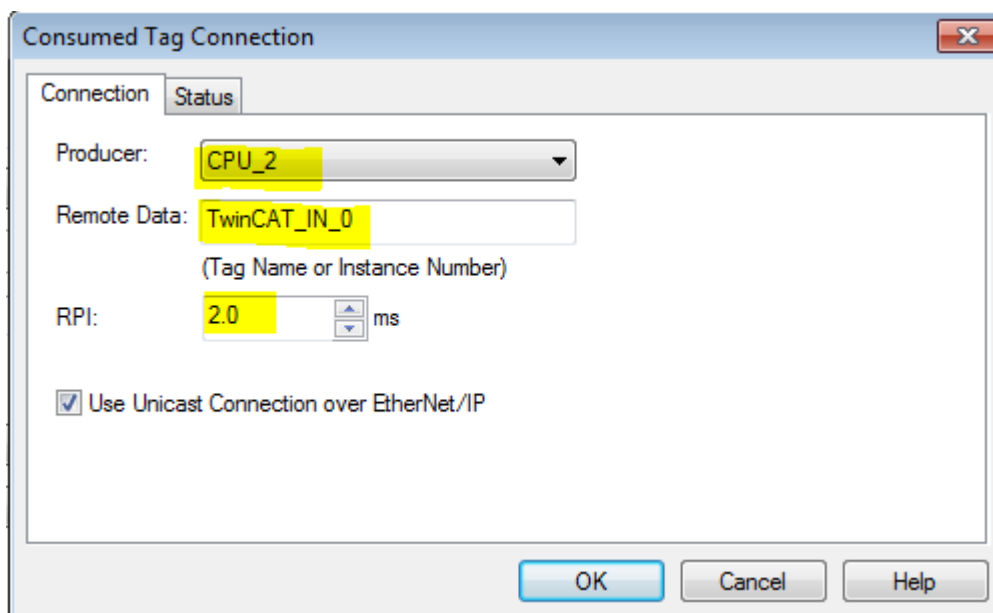 Consumed Tag Connection
Connection Status
Producer: CPU_2
Remote Data: TwinCAT_IN_0
(Tag Name or Instance Number)
RPI: 2.0 ms
Use Unicast Connection over EtherNet/IP
OK Cancel Help